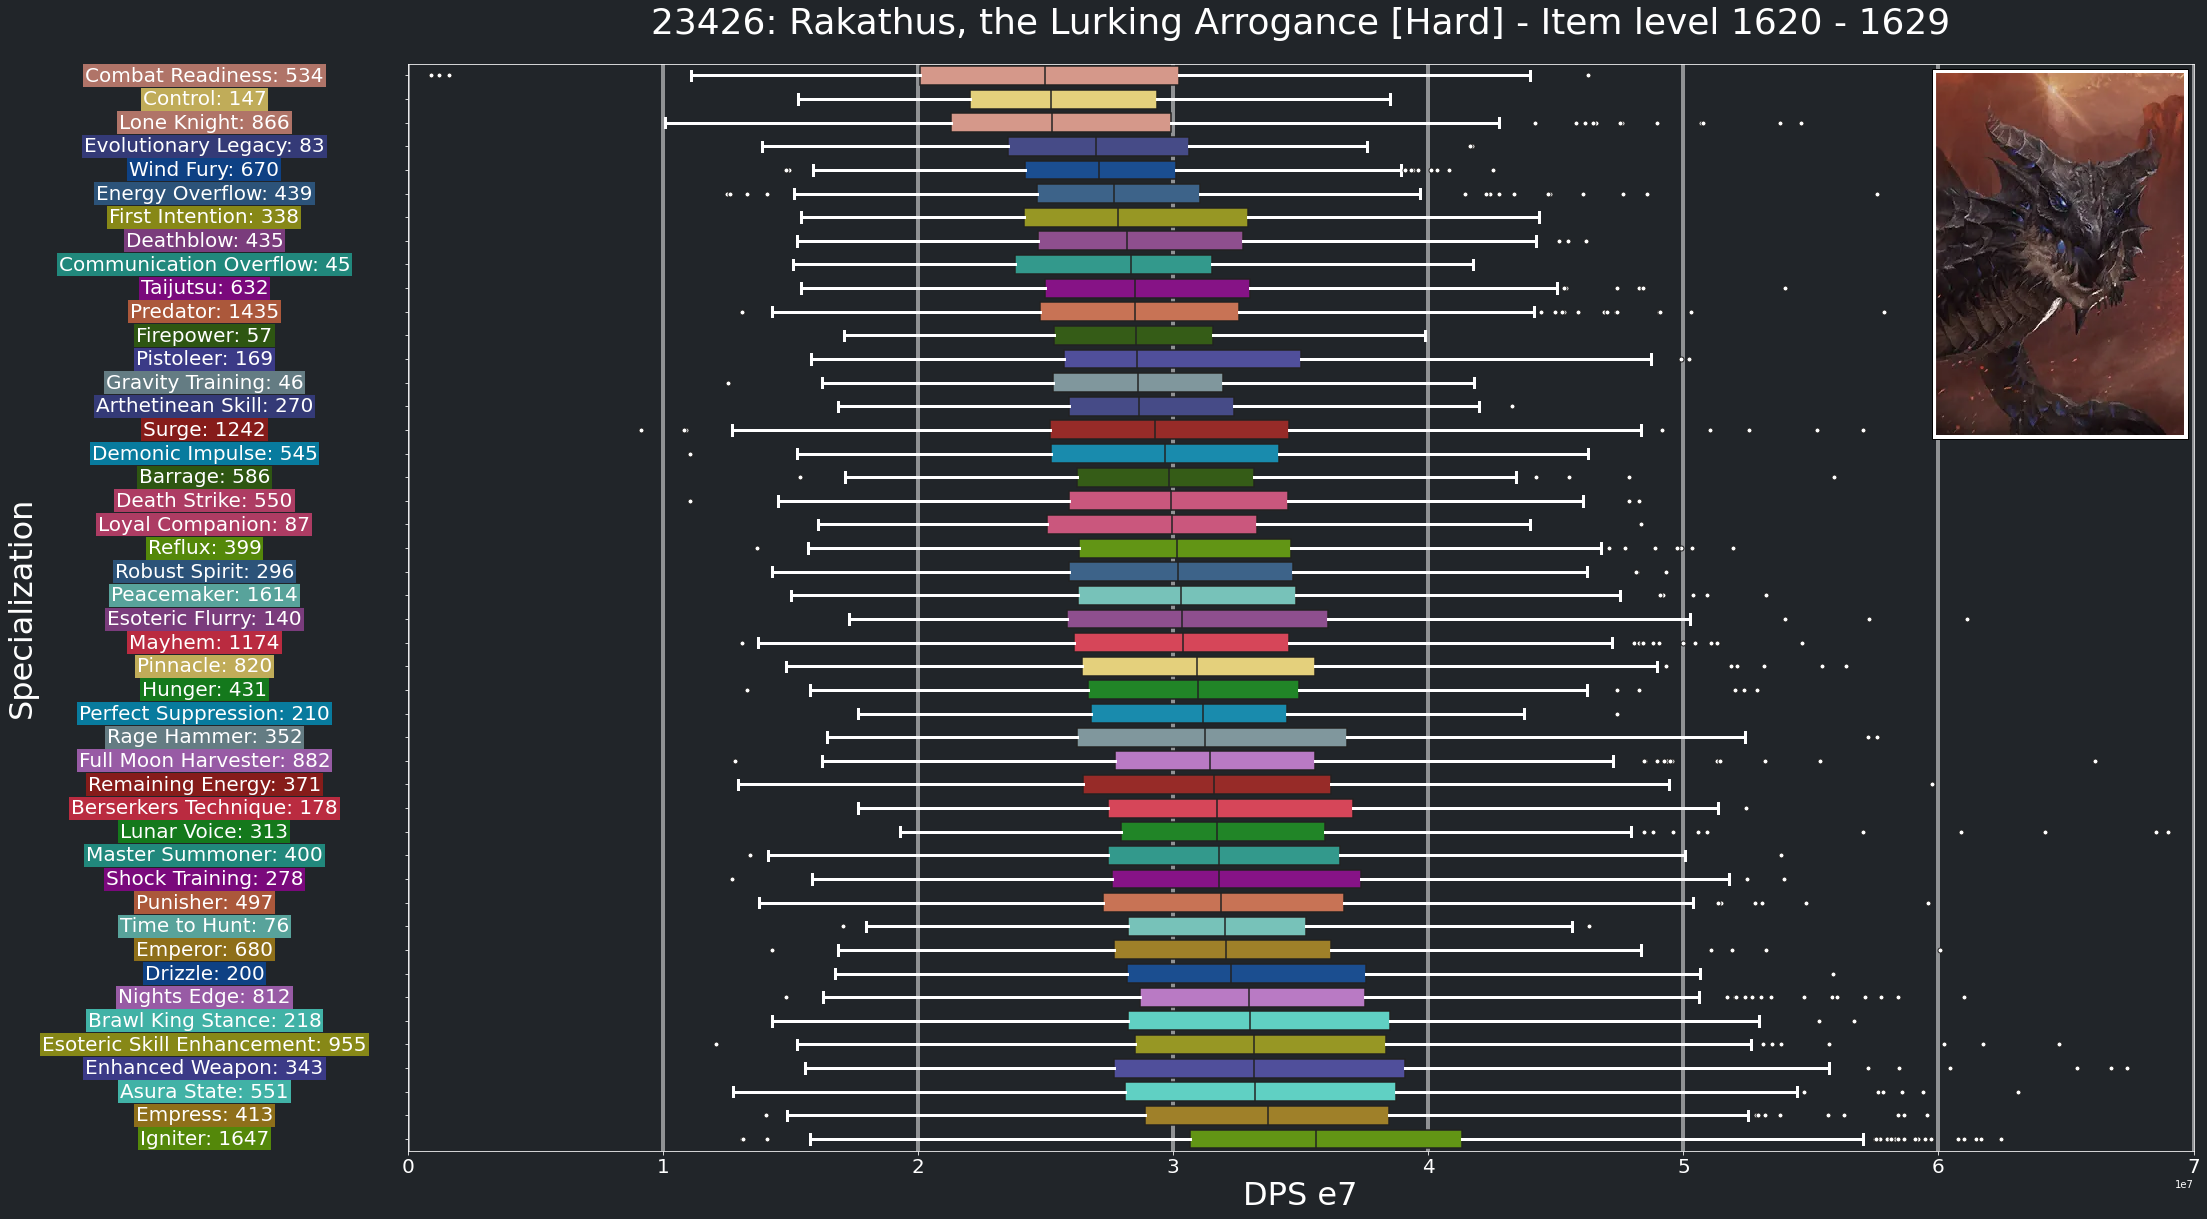 23426: Rakathus, the Lurking Arrogance [Hard] - Item level 1620 - 1629
Specialization
Combat Readiness: 534
Control: 147
Lone Knight: 866
Evolutionary Legacy: 83
Wind Fury: 670
Energy Overflow: 439
First Intention: 338
Deathblow: 435
Communication Overflow: 45
Taijutsu: 632
Predator: 1435
Firepower: 57
Pistoleer: 169
Gravity Training: 46
Arthetinean Skill: 270
Surge: 1242
Demonic Impulse: 545
Barrage: 586
Death Strike: 550
Loyal Companion: 87
Reflux: 399
Robust Spirit: 296
Peacemaker: 1614
Esoteric Flurry: 140
Mayhem: 1174
Pinnacle: 820
Hunger: 431
Perfect Suppression: 210
Rage Hammer: 352
Full Moon Harvester: 882
Remaining Energy: 371
Berserkers Technique: 178
Lunar Voice: 313
Master Summoner: 400
Shock Training: 278
Punisher: 497
Time to Hunt: 76
Emperor: 680
Drizzle: 200
Nights Edge: 812
Brawl King Stance: 218
Esoteric Skill Enhancement: 955
Enhanced Weapon: 343
Asura State: 551
Empress: 413
Igniter: 1647
0 1 2 3 4 5 6 7
1e7
DPS e7